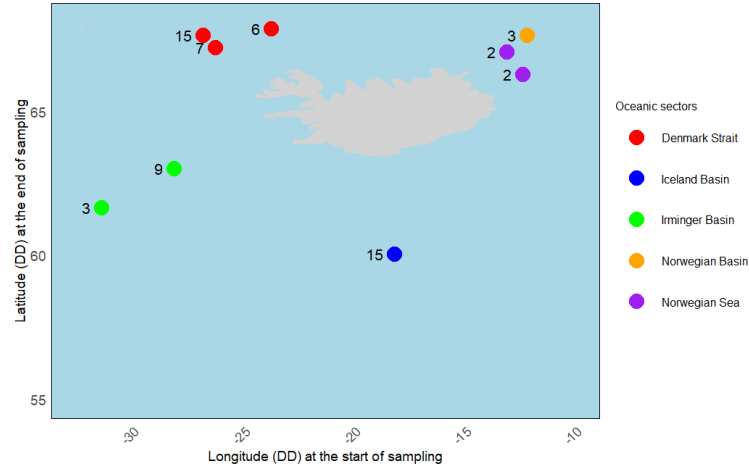 6
15
7
3
2
2
9
3
15
65
60
55
-30
-25
-20
-15
-10
Latitude (DD) at the end of sampling
Longitude (DD) at the start of sampling
Oceanic sectors
Denmark Strait
Iceland Basin
Irminger Basin
Norwegian Basin
Norwegian Sea